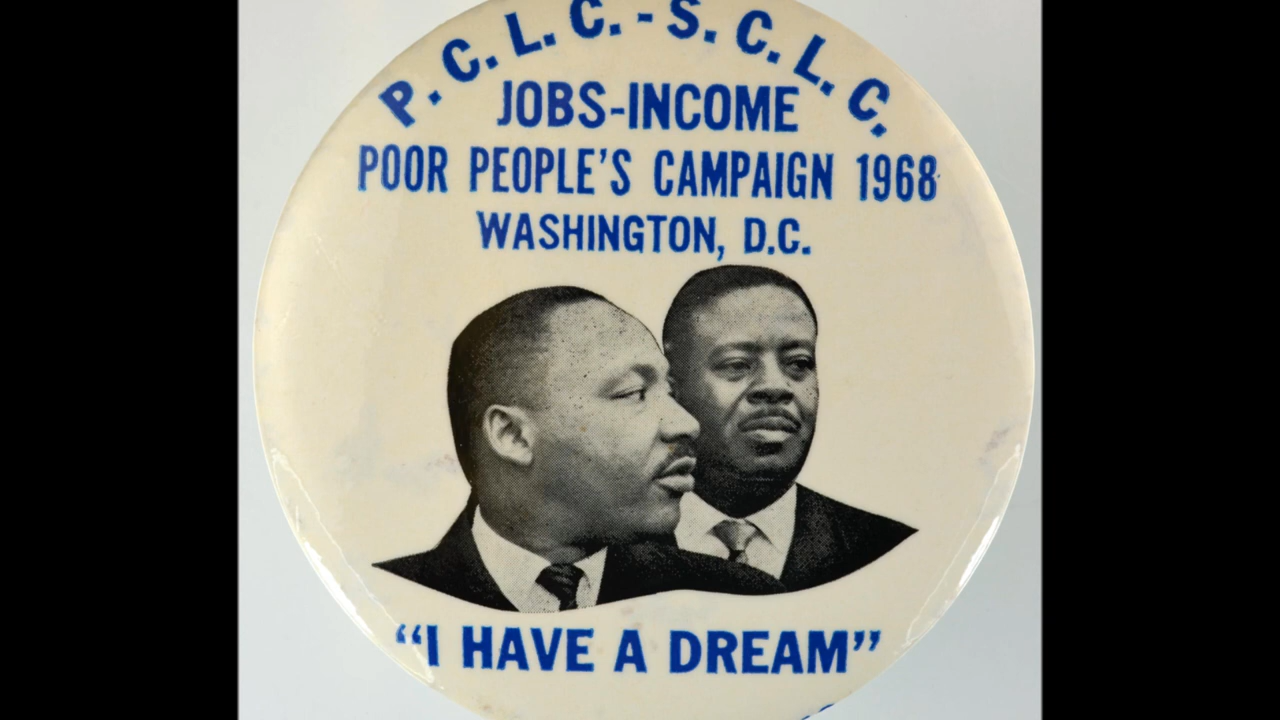 P.C.L.C.-S.C.L.C.
JOBS-INCOME
POOR PEOPLE'S CAMPAIGN 1968
WASHINGTON, D.C.
"I HAVE A DREAM"